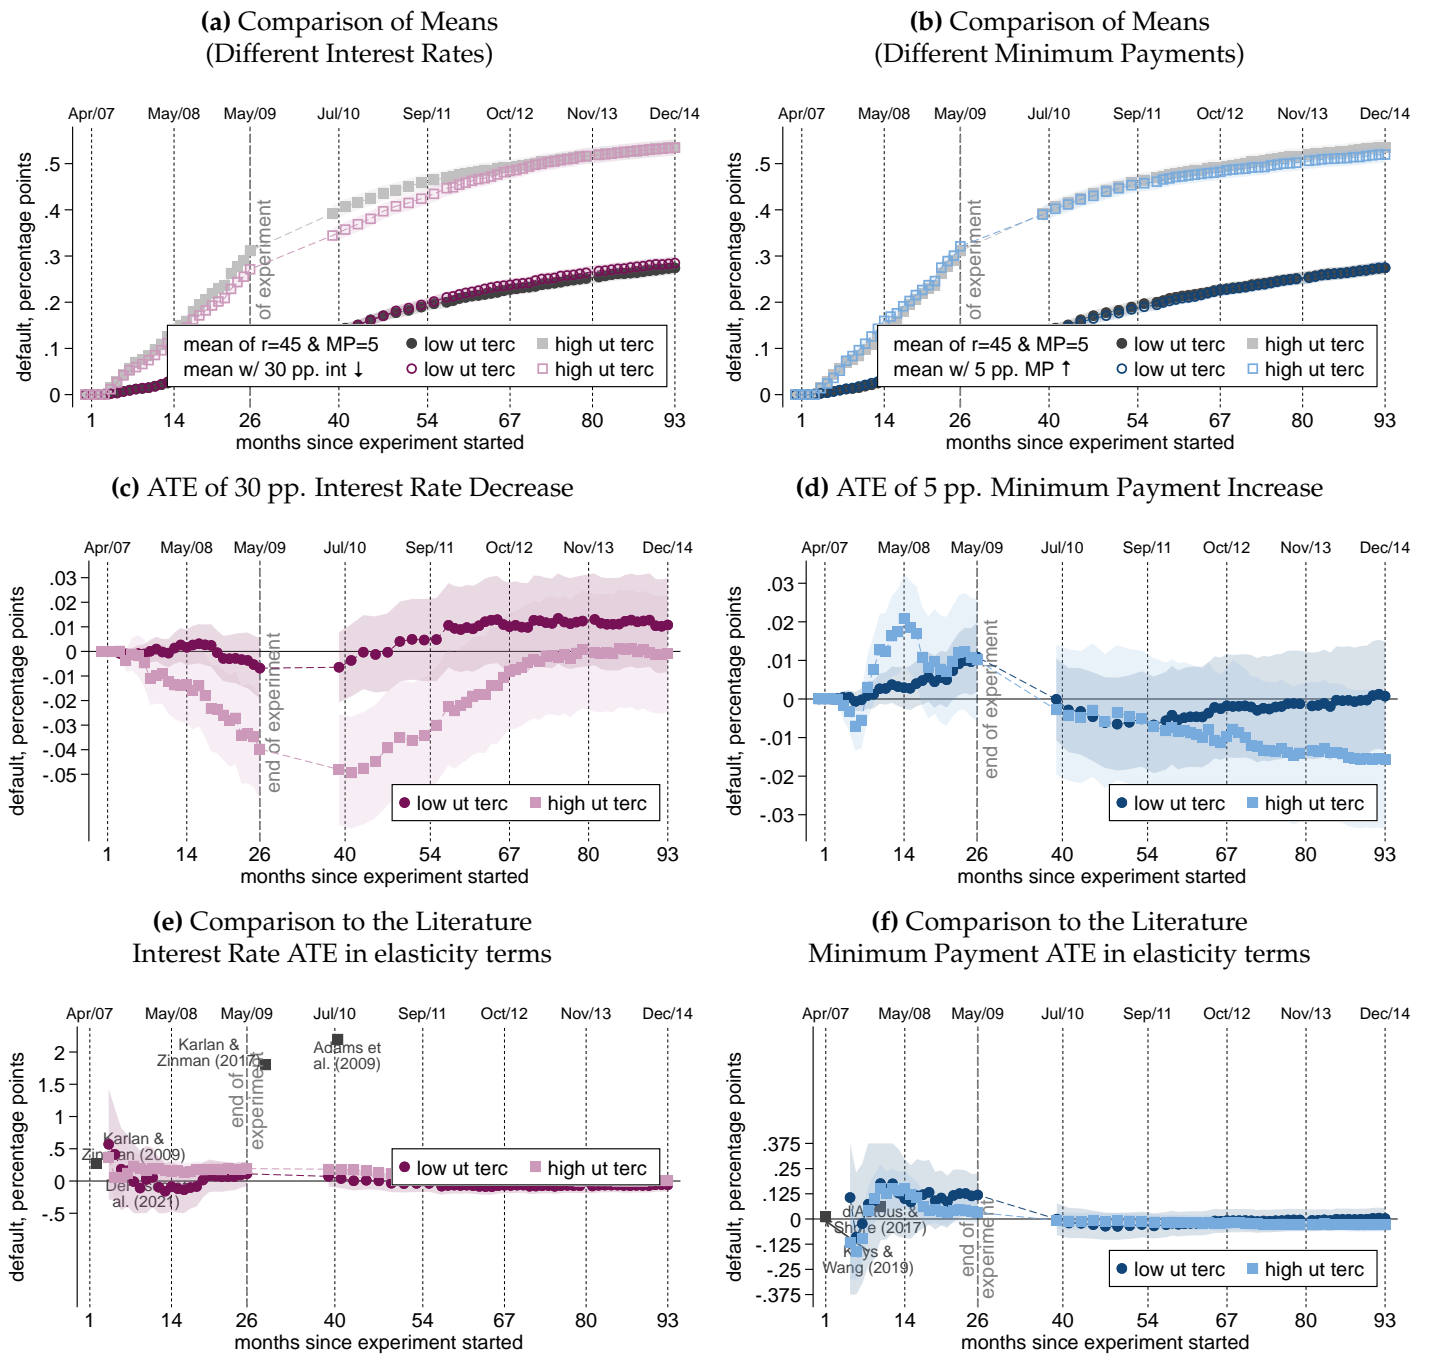 (a) Comparison of Means
(Different Interest Rates)
Apr/07 May/08 May/09 Jul/10 Sep/11 Oct/12 Nov/13 Dec/14
default, percentage points
.5
.4
.3
.2
.1
0
of experiment
mean of r=45 & MP=5 low ut terc high ut terc
mean w/ 30 pp. int ↓ low ut terc high ut terc
1 14 26 40 54 67 80 93
months since experiment started
(b) Comparison of Means
(Different Minimum Payments)
Apr/07 May/08 May/09 Jul/10 Sep/11 Oct/12 Nov/13 Dec/14
default, percentage points
.5
.4
.3
.2
.1
0
of experiment
mean of r=45 & MP=5 low ut terc high ut terc
mean w/ 5 pp. MP ↑ low ut terc high ut terc
1 14 26 40 54 67 80 93
months since experiment started
(c) ATE of 30 pp. Interest Rate Decrease
Apr/07 May/08 May/09 Jul/10 Sep/11 Oct/12 Nov/13 Dec/14
default, percentage points
.03
.02
.01
0
-.01
-.02
-.03
-.04
-.05
end of experiment
low ut terc high ut terc
1 14 26 40 54 67 80 93
months since experiment started
(d) ATE of 5 pp. Minimum Payment Increase
Apr/07 May/08 May/09 Jul/10 Sep/11 Oct/12 Nov/13 Dec/14
default, percentage points
.03
.02
.01
0
-.01
-.02
-.03
end of experiment
low ut terc high ut terc
1 14 26 40 54 67 80 93
months since experiment started
(e) Comparison to the Literature
Interest Rate ATE in elasticity terms
Apr/07 May/08 May/09 Jul/10 Sep/11 Oct/12 Nov/13 Dec/14
default, percentage points
2
1.5
1
.5
0
-.5
Karlan &
Zinman (2017)
Adams et
al. (2009)
end of
experiment
Karlan &
Zinman (2009)
al. (2021)
low ut terc high ut terc
1 14 26 40 54 67 80 93
months since experiment started
(f) Comparison to the Literature
Minimum Payment ATE in elasticity terms
Apr/07 May/08 May/09 Jul/10 Sep/11 Oct/12 Nov/13 Dec/14
default, percentage points
.375
.25
.125
0
-.125
-.25
-.375
d'Astous &
Shore (2017)
Keys &
Wang (2019)
end of
experiment
low ut terc high ut terc
1 14 26 40 54 67 80 93
months since experiment started